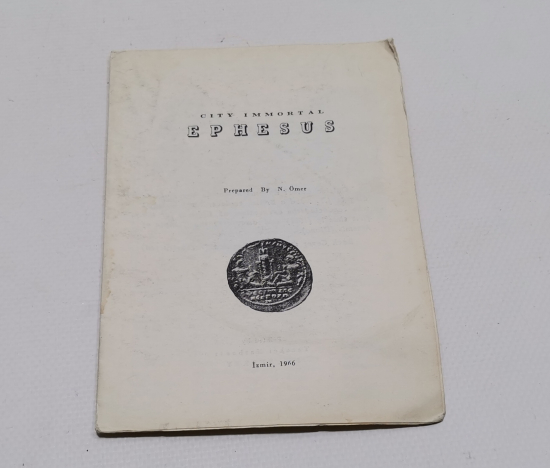 CITY IMMORTAL
EPHESUS
Prepared By N. Ömer
İzmir, 1966